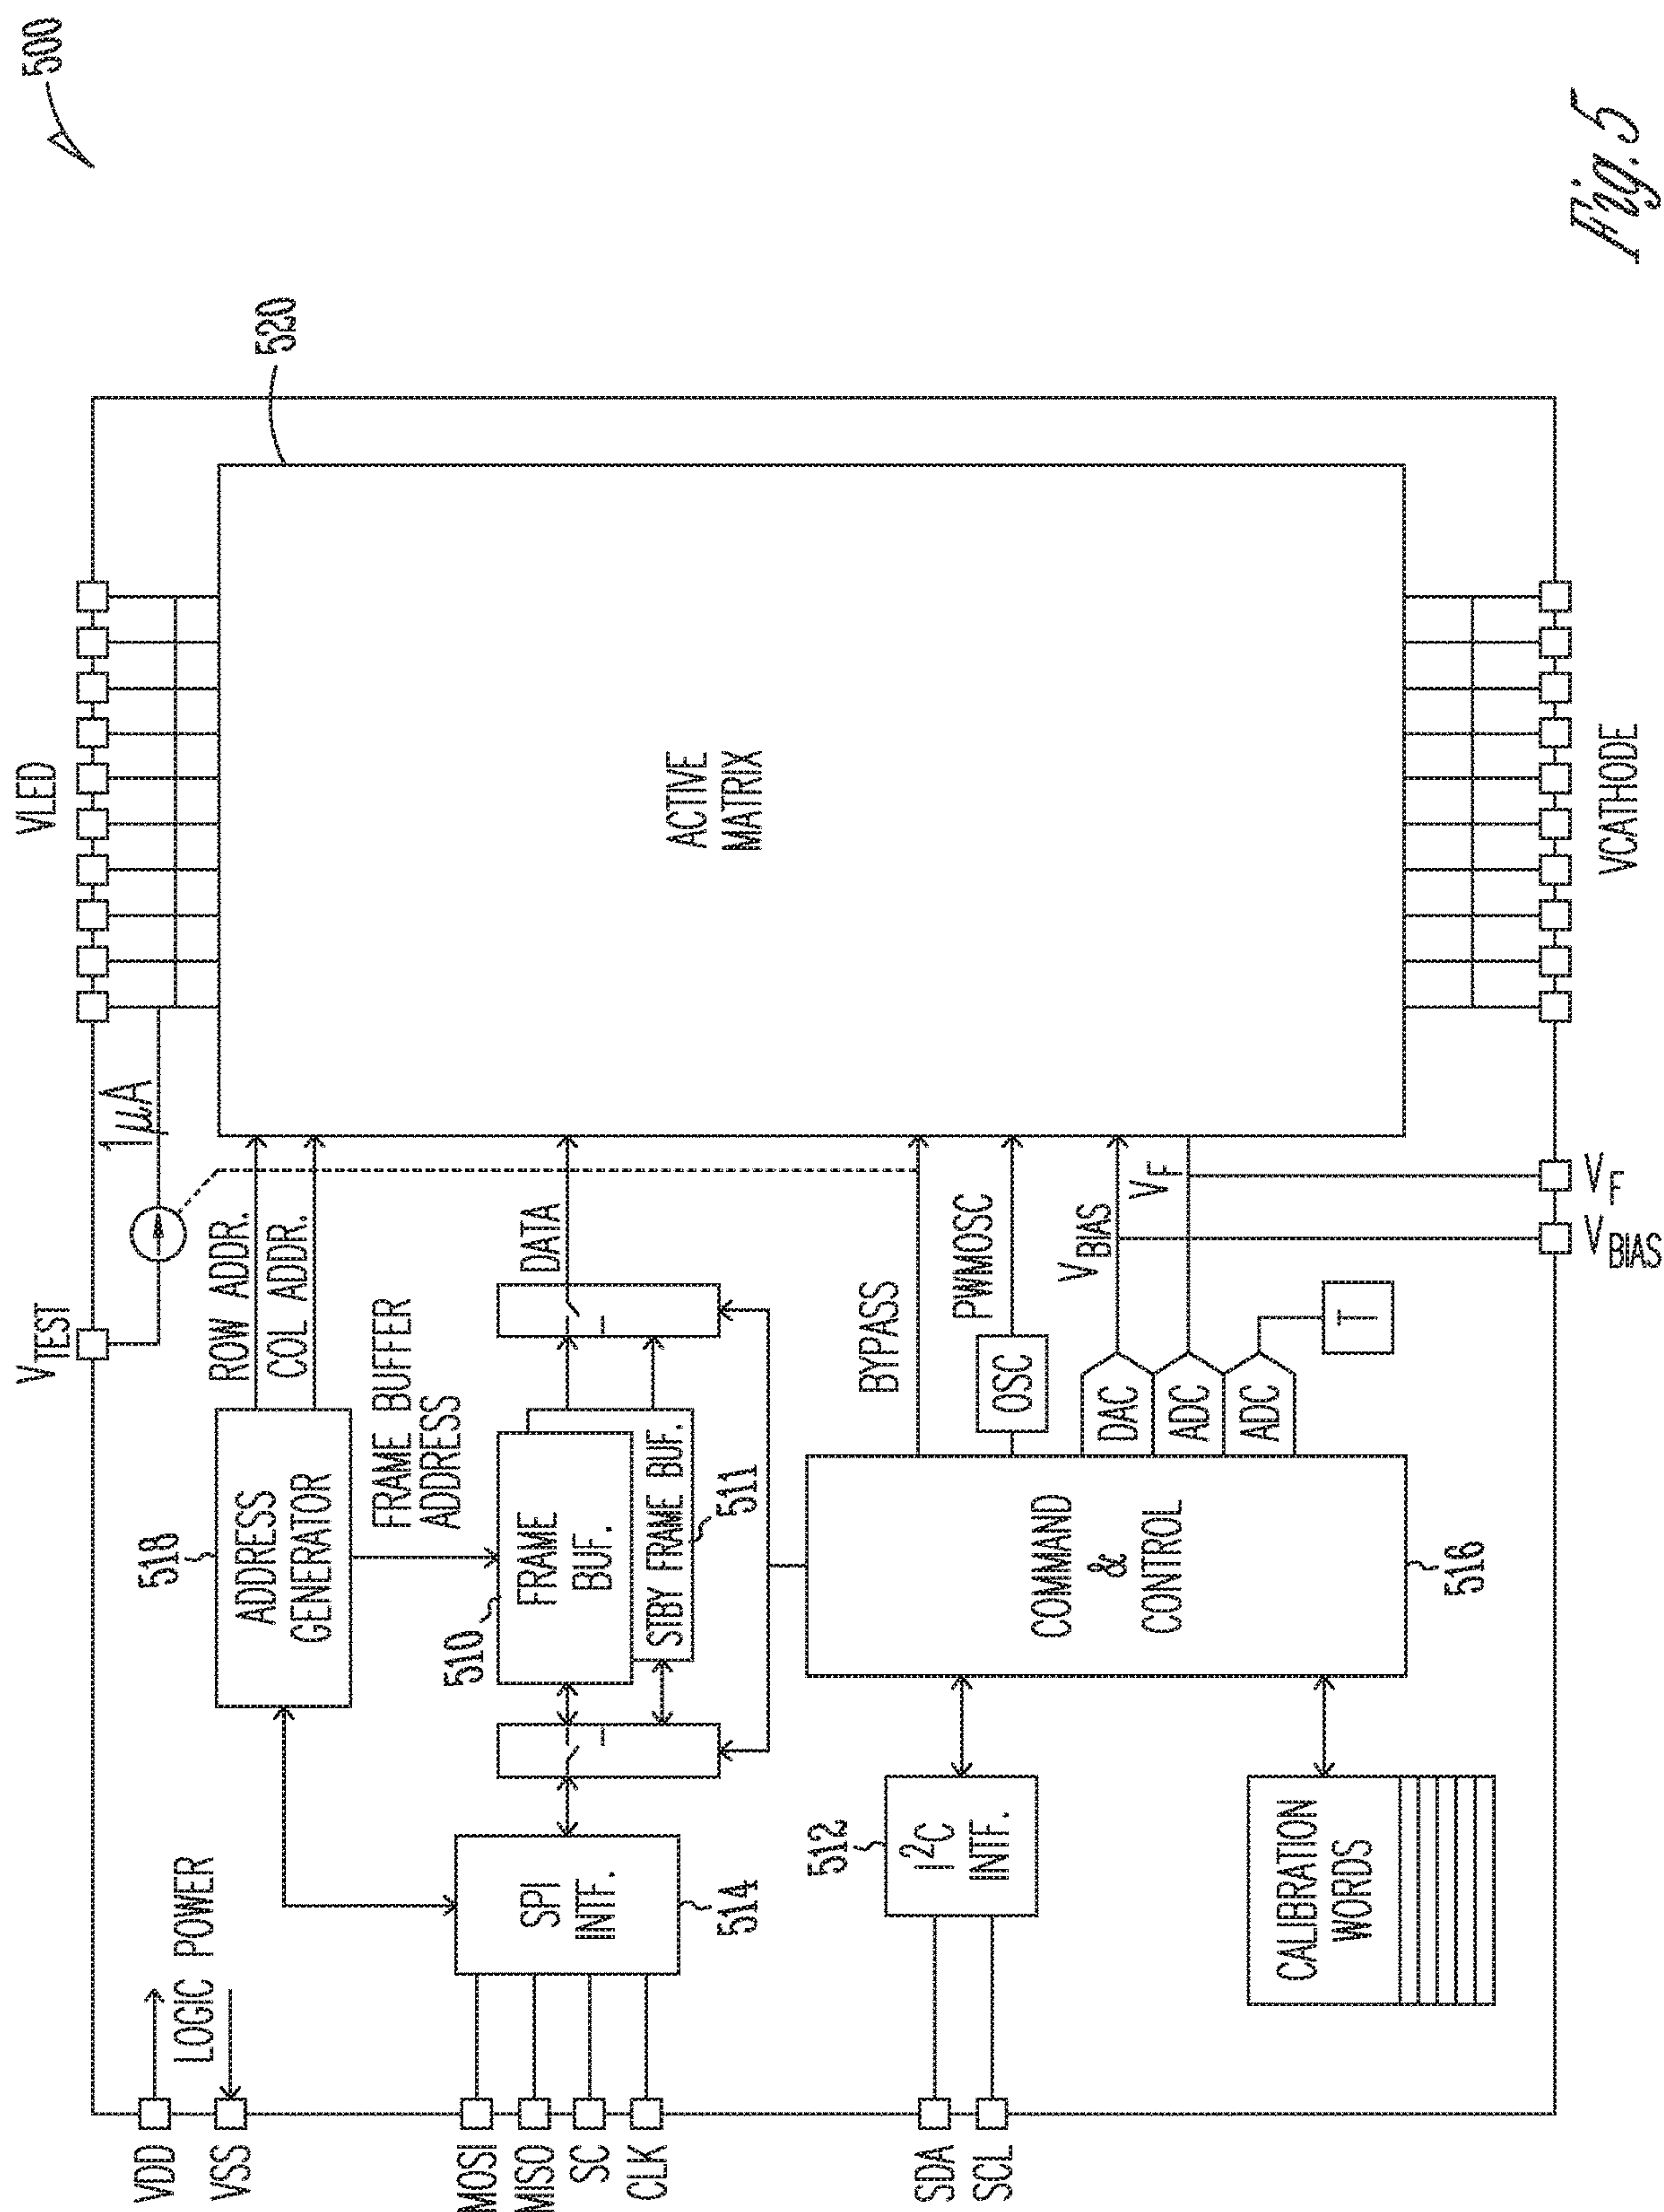 500
VLED
520
V TEST
1μA
VDD
LOGIC POWER
VSS
518
ADDRESS
GENERATOR
ROW ADDR.
COL ADDR.
FRAME BUFFER
ADDRESS
510
FRAME
BUF.
STBY FRAME BUF.
511
DATA
ACTIVE
MATRIX
MOSI
MISO
SC
CLK
SPI
INTF.
514
BYPASS
PWMOSC
OSC
VBIAS
VF
DAC
ADC
ADC
T
SDA
SCL
512
I²C
INTF.
COMMAND
&
CONTROL
516
CALIBRATION
WORDS
VBIAS
VF
VCATHODE
Fig. 5